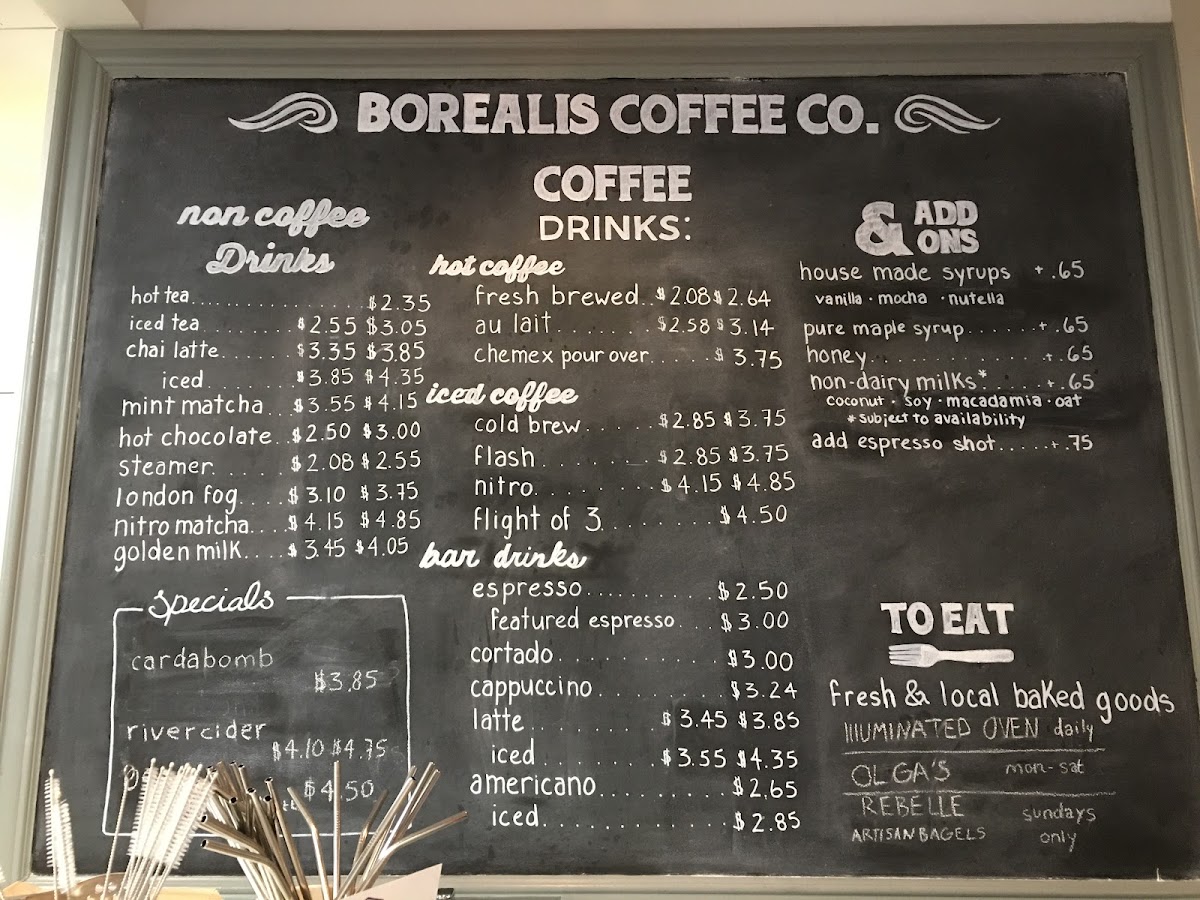 BOREALIS COFFEE CO.
non coffee
Drinks
hot tea.................$2.35
iced tea........$2.55 $3.05
chai latte......$3.35 $3.85
iced........$3.85 $4.35
mint matcha..$3.55 $4.15
hot chocolate..$2.50 $3.00
steamer......$2.08 $2.55
london fog....$3.10 $3.75
nitro matcha...$4.15 $4.85
golden milk....$3.45 $4.05
specials
cardabomb
$3.85
rivercider
$4.10 $4.75
$4.50
COFFEE
DRINKS:
hot coffee
fresh brewed..$2.08 $2.64
au lait.......$2.58 $3.14
chemex pour over.....$3.75
iced coffee
cold brew......$2.85 $3.75
flash.........$2.85 $3.75
nitro.........$4.15 $4.85
flight of 3........$4.50
bar drinks
espresso...........$2.50
featured espresso...$3.00
cortado............$3.00
cappuccino.........$3.24
latte..........$3.45 $3.85
iced.........$3.55 $4.35
americano.........$2.65
iced.............$2.85
& ADD
ONS
house made syrups +.65
vanilla · mocha · nutella
pure maple syrup......+.65
honey..............+.65
non-dairy milks*.....+.65
coconut · soy · macadamia · oat
*subject to availability
add espresso shot.....+.75
TO EAT
fresh & local baked goods
ILLUMINATED OVEN daily
OLGA'S mon-sat
REBELLE sundays
ARTISAN BAGELS only